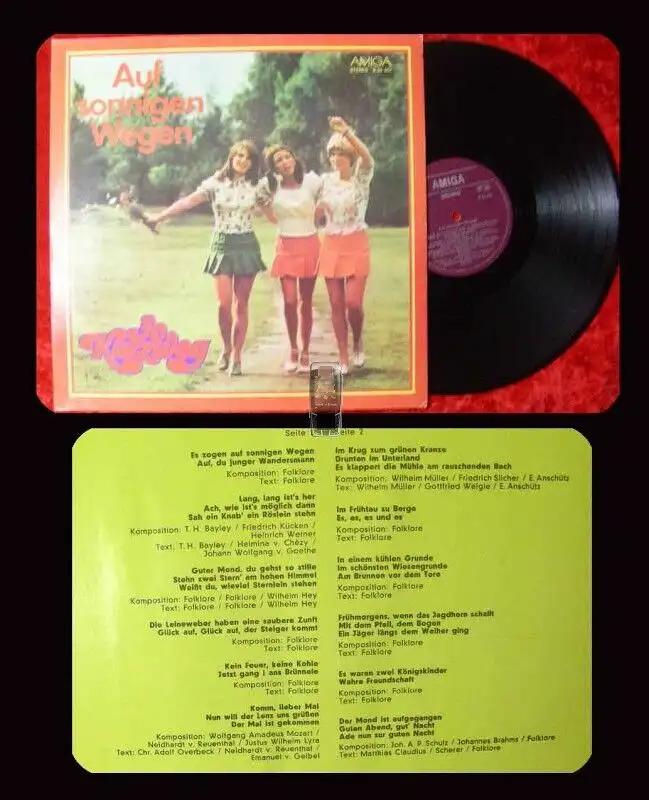 Auf
sonnigen
Wegen
AMIGA
STEREO
AMIGA
Seite 1
Seite 2
Es zogen auf sonnigen Wegen
Auf, du junger Wandersmann
Komposition: Folklore
Text: Folklore
Lang, lang ist's her
Ach, wie ist's möglich dann
Sah ein Knab' ein Röslein stehn
Komposition: T. H. Bayley / Friedrich Kücken /
Heinrich Werner
Text: T. H. Bayley / Helmina v. Chézy /
Johann Wolfgang v. Goethe
Guter Mond, du gehst so stille
Stehn zwei Stern' am hohen Himmel
Weißt du, wieviel Sternlein stehen
Komposition: Folklore / Folklore / Wilhelm Hey
Text: Folklore / Folklore / Wilhelm Hey
Die Leineweber haben eine saubere Zunft
Glück auf, Glück auf, der Steiger kommt
Komposition: Folklore
Text: Folklore
Kein Feuer, keine Kohle
Jetzt gang i ans Brünnele
Komposition: Folklore
Text: Folklore
Komm, lieber Mai
Nun will der Lenz uns grüßen
Der Mai ist gekommen
Komposition: Wolfgang Amadeus Mozart /
Neidhardt v. Reuenthal / Justus Wilhelm Lyra
Text: Chr. Adolf Overbeck / Neidhardt v. Reuenthal /
Emanuel v. Geibel
Im Krug zum grünen Kranze
Drunten im Unterland
Es klappert die Mühle am rauschenden Bach
Komposition: Wilhelm Müller / Friedrich Silcher / E. Anschütz
Tex: Wilhelm Müller / Gottfried Weigle / E. Anschütz
Im Frühtau zu Berge
Es, es, es und es
Komposition: Folklore
Text: Folklore
In einem kühlen Grunde
Im schönsten Wiesengrunde
Am Brunnen vor dem Tore
Komposition: Folklore
Text: Folklore
Frühmorgens, wenn das Jagdhorn schallt
Mit dem Pfeil, dem Bogen
Ein Jäger längs dem Weiher ging
Komposition: Folklore
Text: Folklore
Es waren zwei Königskinder
Wahre Freundschaft
Komposition: Folklore
Text: Folklore
Der Mond ist aufgegangen
Guten Abend, gut' Nacht
Ade nun zur guten Nacht
Komposition: Joh. A. P. Schulz / Johannes Brahms / Folklore
Text: Matthias Claudius / Scherer / Folklore